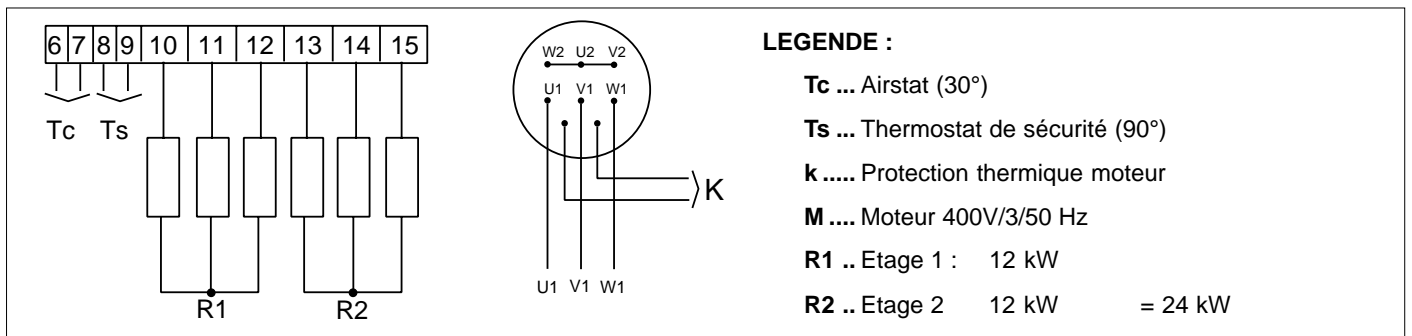 6 7 8 9 10 11 12 13 14 15
Tc Ts
R1 R2
W2 U2 V2
U1 V1 W1
K
U1 V1 W1
LEGENDE :
Tc ... Airstat (30°)
Ts ... Thermostat de sécurité (90°)
k ..... Protection thermique moteur
M .... Moteur 400V/3/50 Hz
R1 .. Etage 1 : 12 kW
R2 .. Etage 2 12 kW = 24 kW